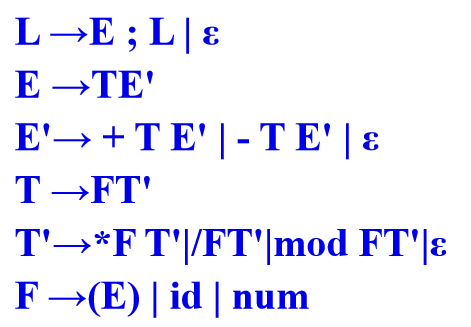 L →E ; L | ε
E →TE'
E'→ + T E' | - T E' | ε
T →FT'
T'→*F T'|/FT'|mod FT'|ε
F →(E) | id | num